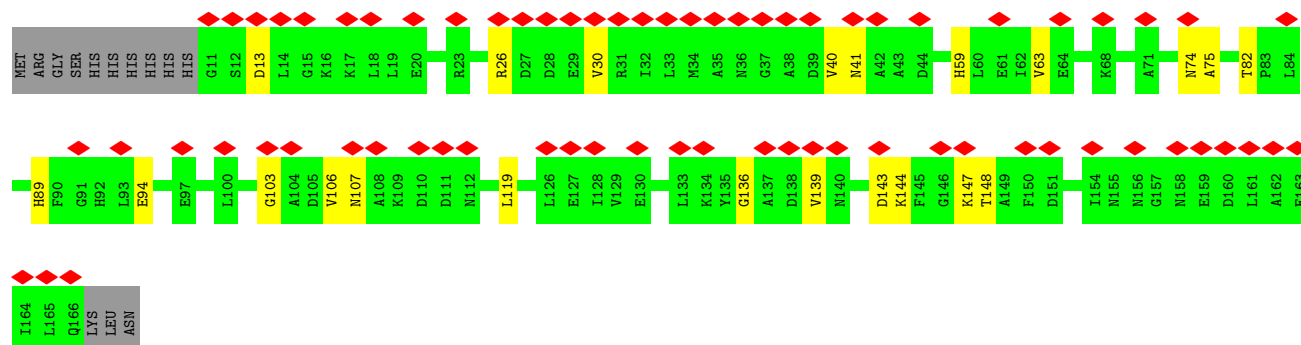 MET ARG GLY SER HIS HIS HIS HIS HIS HIS G11 S12 D13 L14 G15 K16 K17 L18 L19 E20 R23 R26 D27 D28 E29 V30 R31 I32 L33 M34 A35 N36 G37 A38 D39 V40 N41 A42 A43 D44 H59 L60 E61 I62 V63 E64 K68 A71 N74 A75 T82 P83 L84
H89 F90 G91 H92 L93 E94 E97 L100 G103 A104 D105 V106 N107 A108 K109 D110 D111 N112 L119 L126 E127 I128 V129 E130 L133 K134 Y135 G136 A137 D138 V139 N140 D143 K144 F145 G146 K147 T148 A149 F150 D151 I154 N155 N156 G157 N158 E159 D160 L161 A162 E163
I164 L165 Q166 LYS LEU ASN